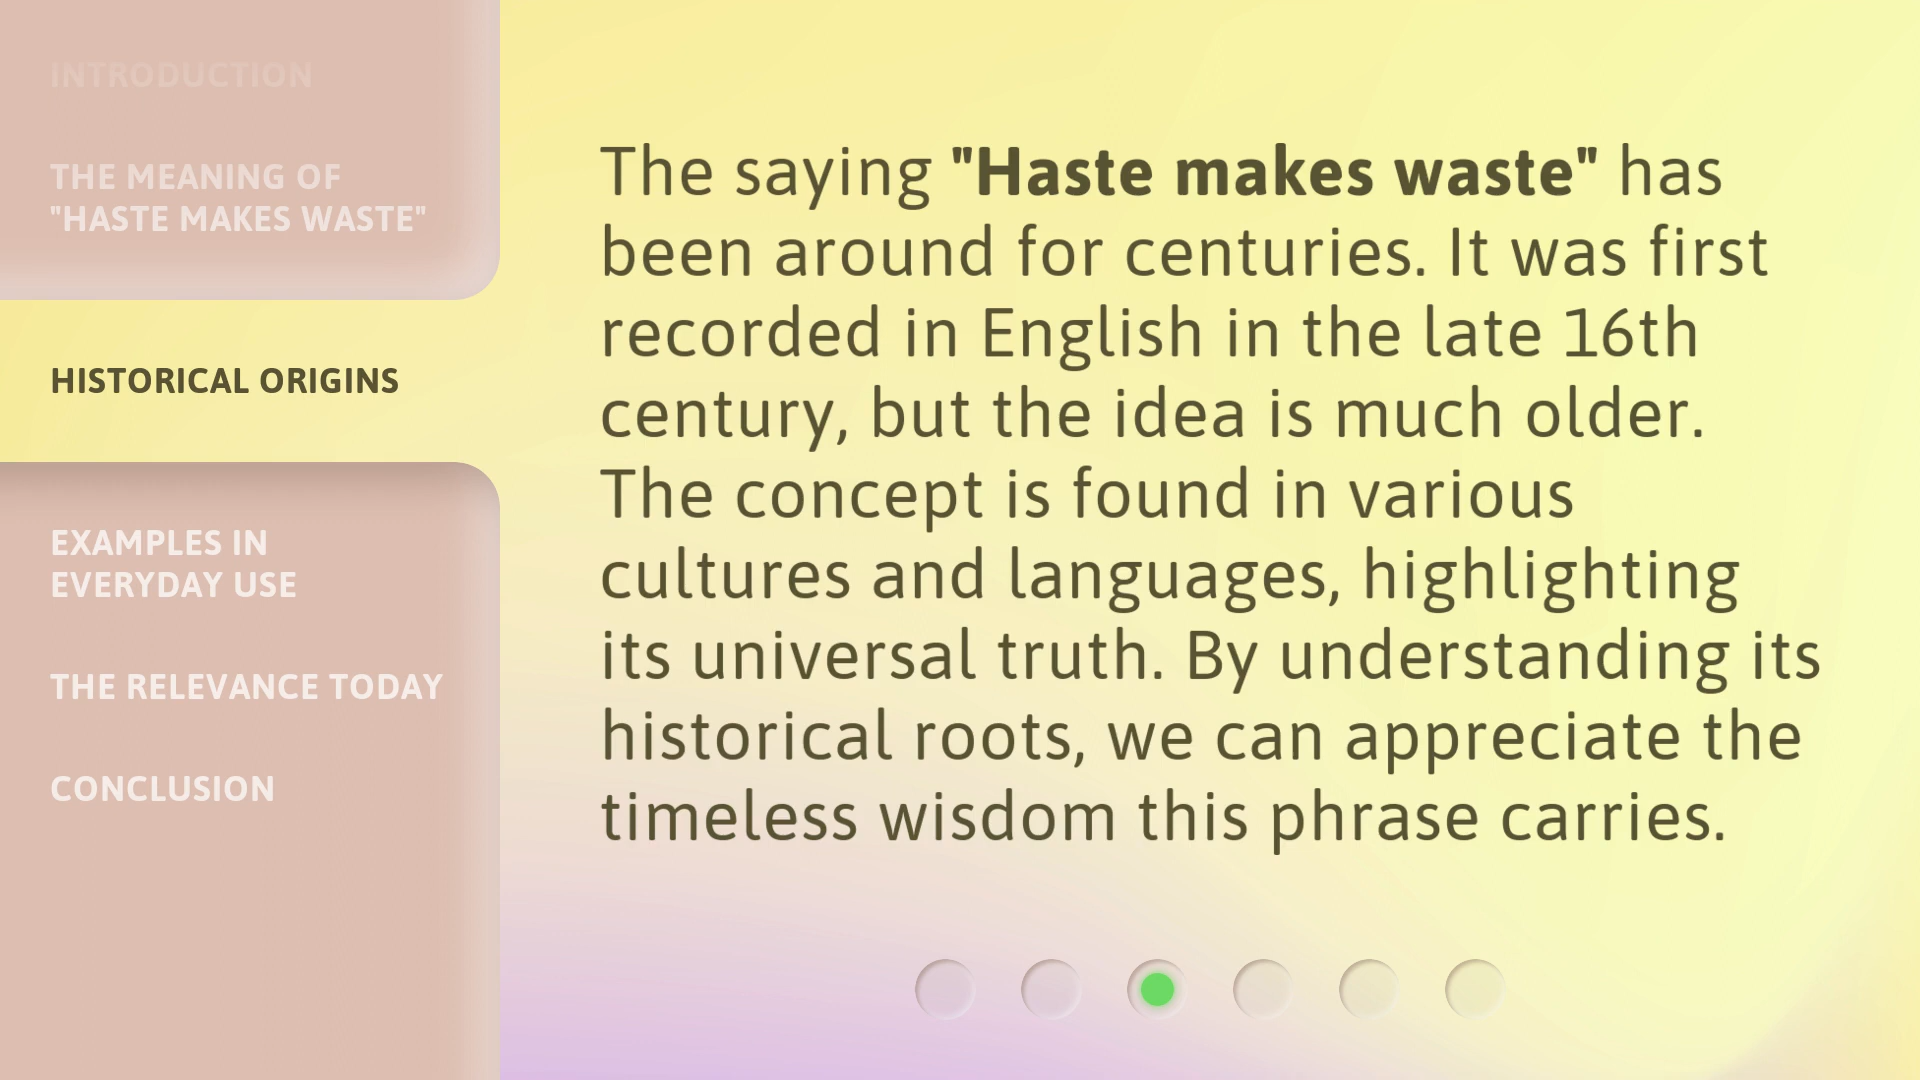 INTRODUCTION
THE MEANING OF
"HASTE MAKES WASTE"
HISTORICAL ORIGINS
EXAMPLES IN
EVERYDAY USE
THE RELEVANCE TODAY
CONCLUSION
The saying "Haste makes waste" has
been around for centuries. It was first
recorded in English in the late 16th
century, but the idea is much older.
The concept is found in various
cultures and languages, highlighting
its universal truth. By understanding its
historical roots, we can appreciate the
timeless wisdom this phrase carries.